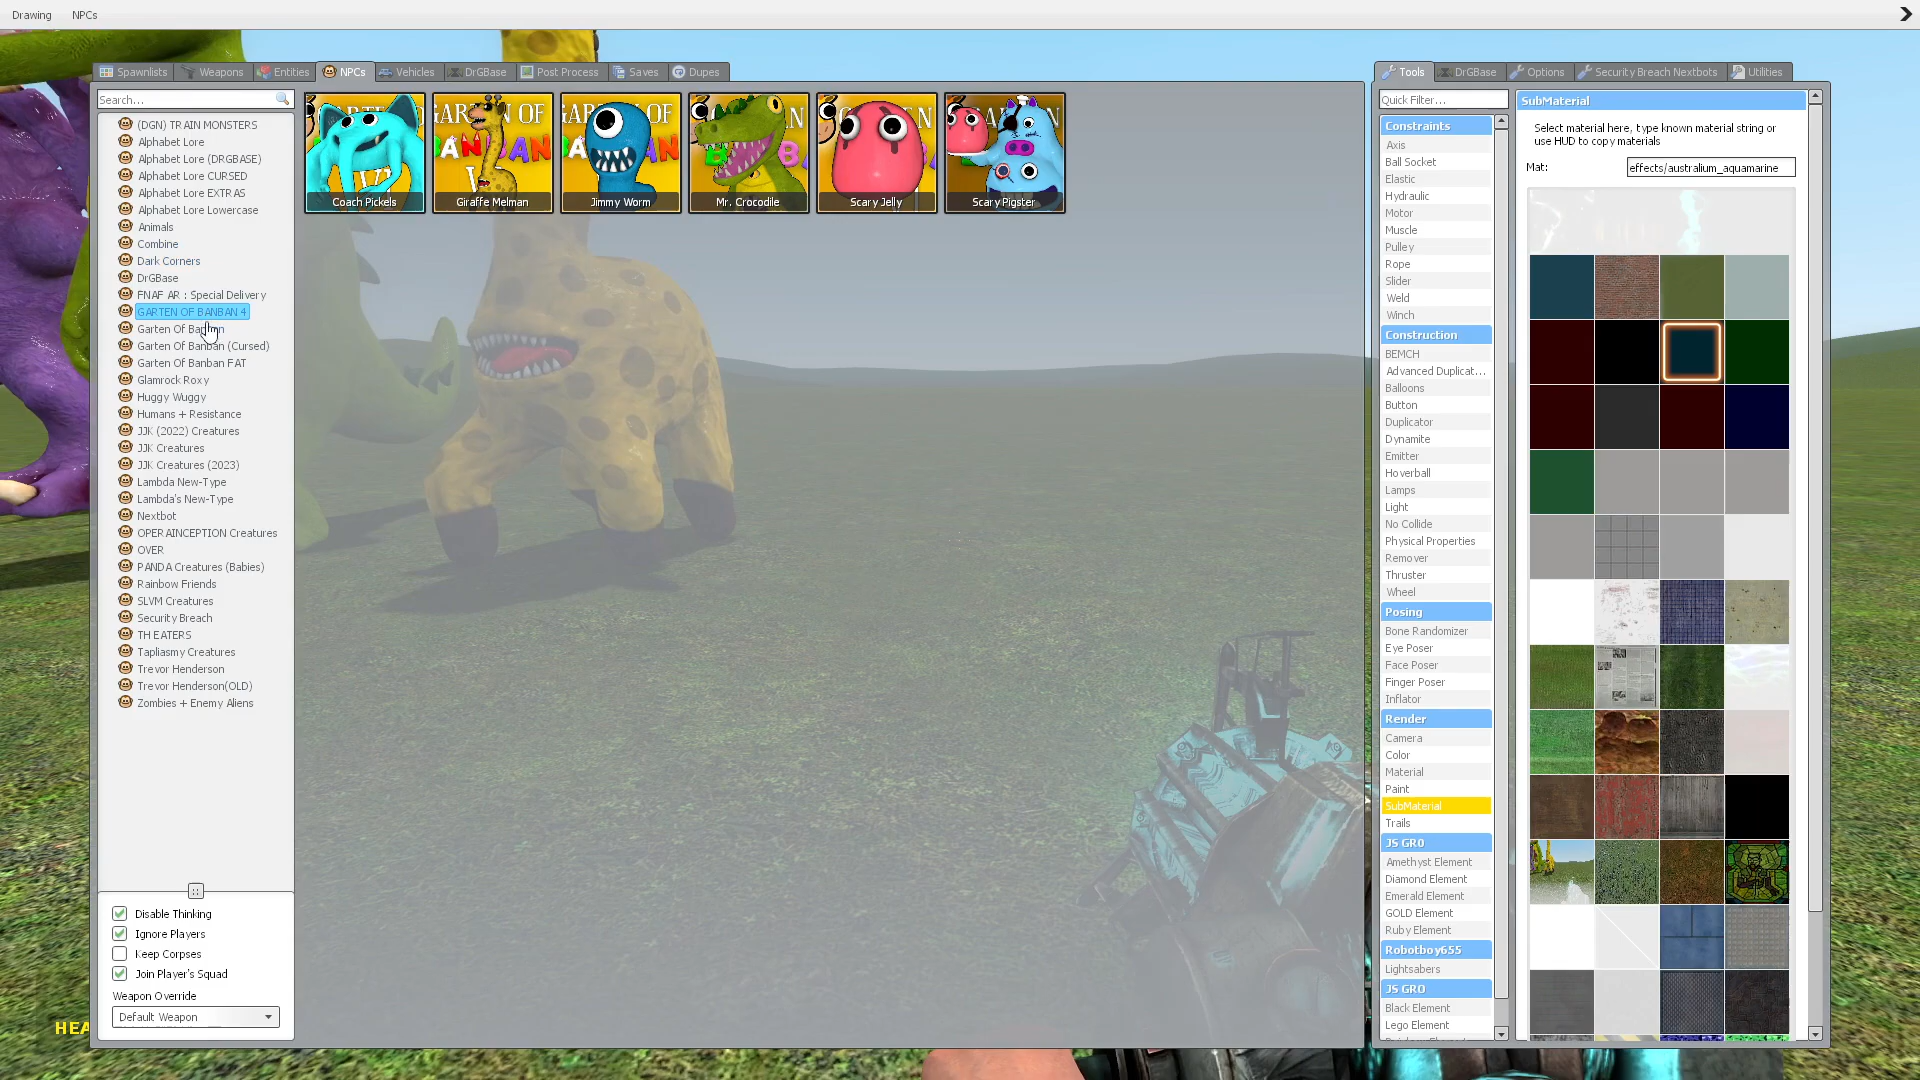 Drawing NPCs
Spawnlists Weapons Entities NPCs Vehicles DrGBase Post Process Saves Dupes
Search...
(DGN) TRAIN MONSTERS
Alphabet Lore
Alphabet Lore (DRGBASE)
Alphabet Lore CURSED
Alphabet Lore EXTRAS
Alphabet Lore Lowercase
Animals
Combine
Dark Corners
DrGBase
FNAF AR : Special Delivery
GARTEN OF BANBAN 4
Garten Of Banban
Garten Of Banban (Cursed)
Garten Of Banban FAT
Glamrock Roxy
Huggy Wuggy
Humans + Resistance
JJK (2022) Creatures
JJK Creatures
JJK Creatures (2023)
Lambda New-Type
Lambda's New-Type
Nextbot
OPERAINCEPTION Creatures
OVER
PANDA Creatures (Babies)
Rainbow Friends
SLVM Creatures
Security Breach
TH EATERS
Tapliasmy Creatures
Trevor Henderson
Trevor Henderson(OLD)
Zombies + Enemy Aliens
Disable Thinking
Ignore Players
Keep Corpses
Join Player's Squad
Weapon Override
Default Weapon
HEA
Coach Pickels
Giraffe Melman
Jimmy Worm
Mr. Crocodile
Scary Jelly
Scary Pigster
Tools DrGBase Options Security Breach Nextbots Utilities
Quick Filter...
Constraints
Axis
Ball Socket
Elastic
Hydraulic
Motor
Muscle
Pulley
Rope
Slider
Weld
Winch
Construction
BEMCH
Advanced Duplicat...
Balloons
Button
Duplicator
Dynamite
Emitter
Hoverball
Lamps
Light
No Collide
Physical Properties
Remover
Thruster
Wheel
Posing
Bone Randomizer
Eye Poser
Face Poser
Finger Poser
Inflator
Render
Camera
Color
Material
Paint
SubMaterial
Trails
JS GRO
Amethyst Element
Diamond Element
Emerald Element
GOLD Element
Ruby Element
Robotboy655
Lightsabers
JS GRO
Black Element
Lego Element
SubMaterial
Select material here, type known material string or
use HUD to copy materials
Mat: effects/australium_aquamarine